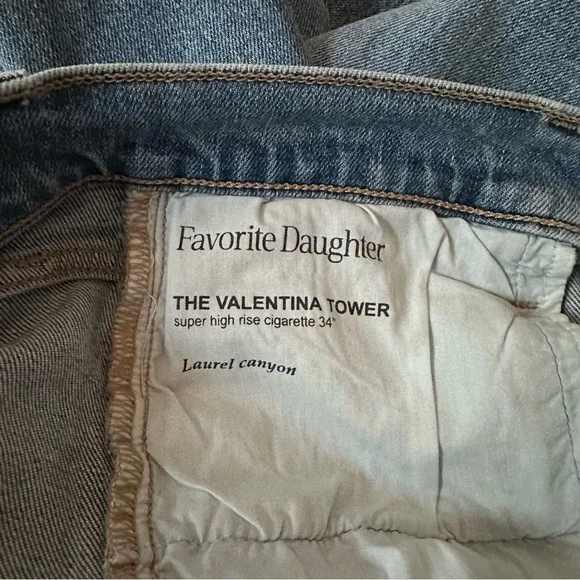 Favorite Daughter
THE VALENTINA TOWER
super high rise cigarette 34"
Laurel canyon